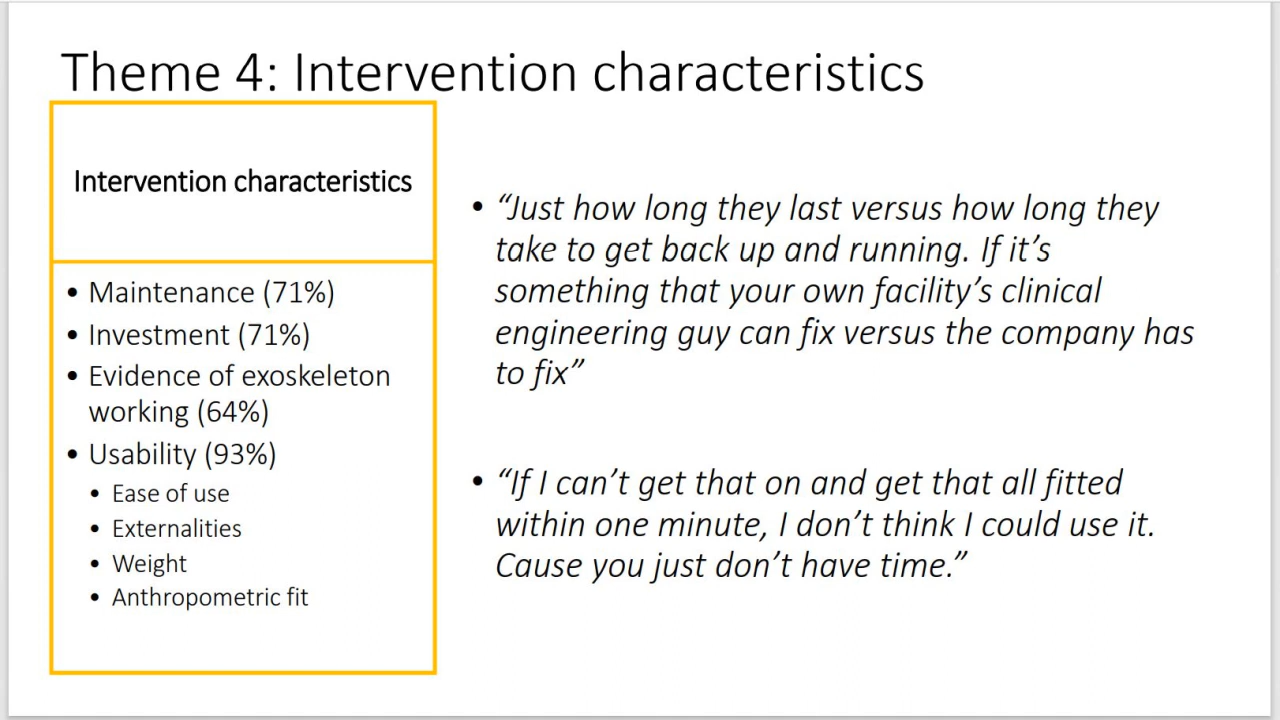 Theme 4: Intervention characteristics
Intervention characteristics
• Maintenance (71%)
• Investment (71%)
• Evidence of exoskeleton
working (64%)
• Usability (93%)
• Ease of use
• Externalities
• Weight
• Anthropometric fit
• “Just how long they last versus how long they
take to get back up and running. If it’s
something that your own facility’s clinical
engineering guy can fix versus the company has
to fix”
• “If I can’t get that on and get that all fitted
within one minute, I don’t think I could use it.
Cause you just don’t have time.”